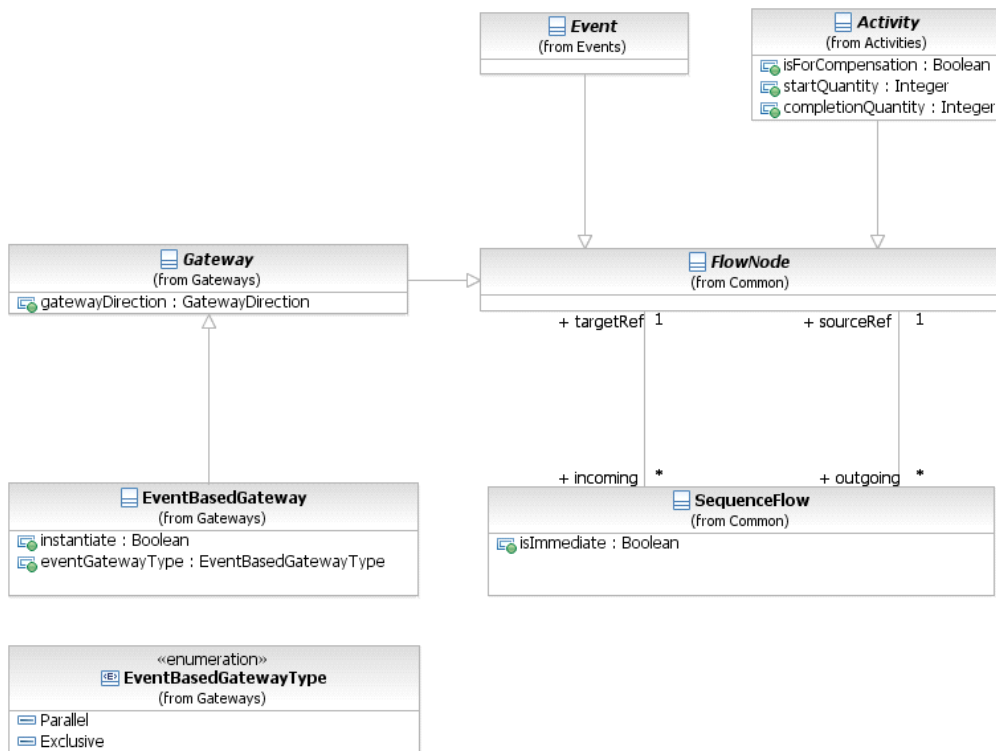 Event
(from Events)
Activity
(from Activities)
isForCompensation : Boolean
startQuantity : Integer
completionQuantity : Integer
Gateway
(from Gateways)
gatewayDirection : GatewayDirection
FlowNode
(from Common)
+ targetRef 1
+ sourceRef 1
+ incoming *
+ outgoing *
EventBasedGateway
(from Gateways)
instantiate : Boolean
eventGatewayType : EventBasedGatewayType
SequenceFlow
(from Common)
isImmediate : Boolean
«enumeration»
<E> EventBasedGatewayType
(from Gateways)
Parallel
Exclusive